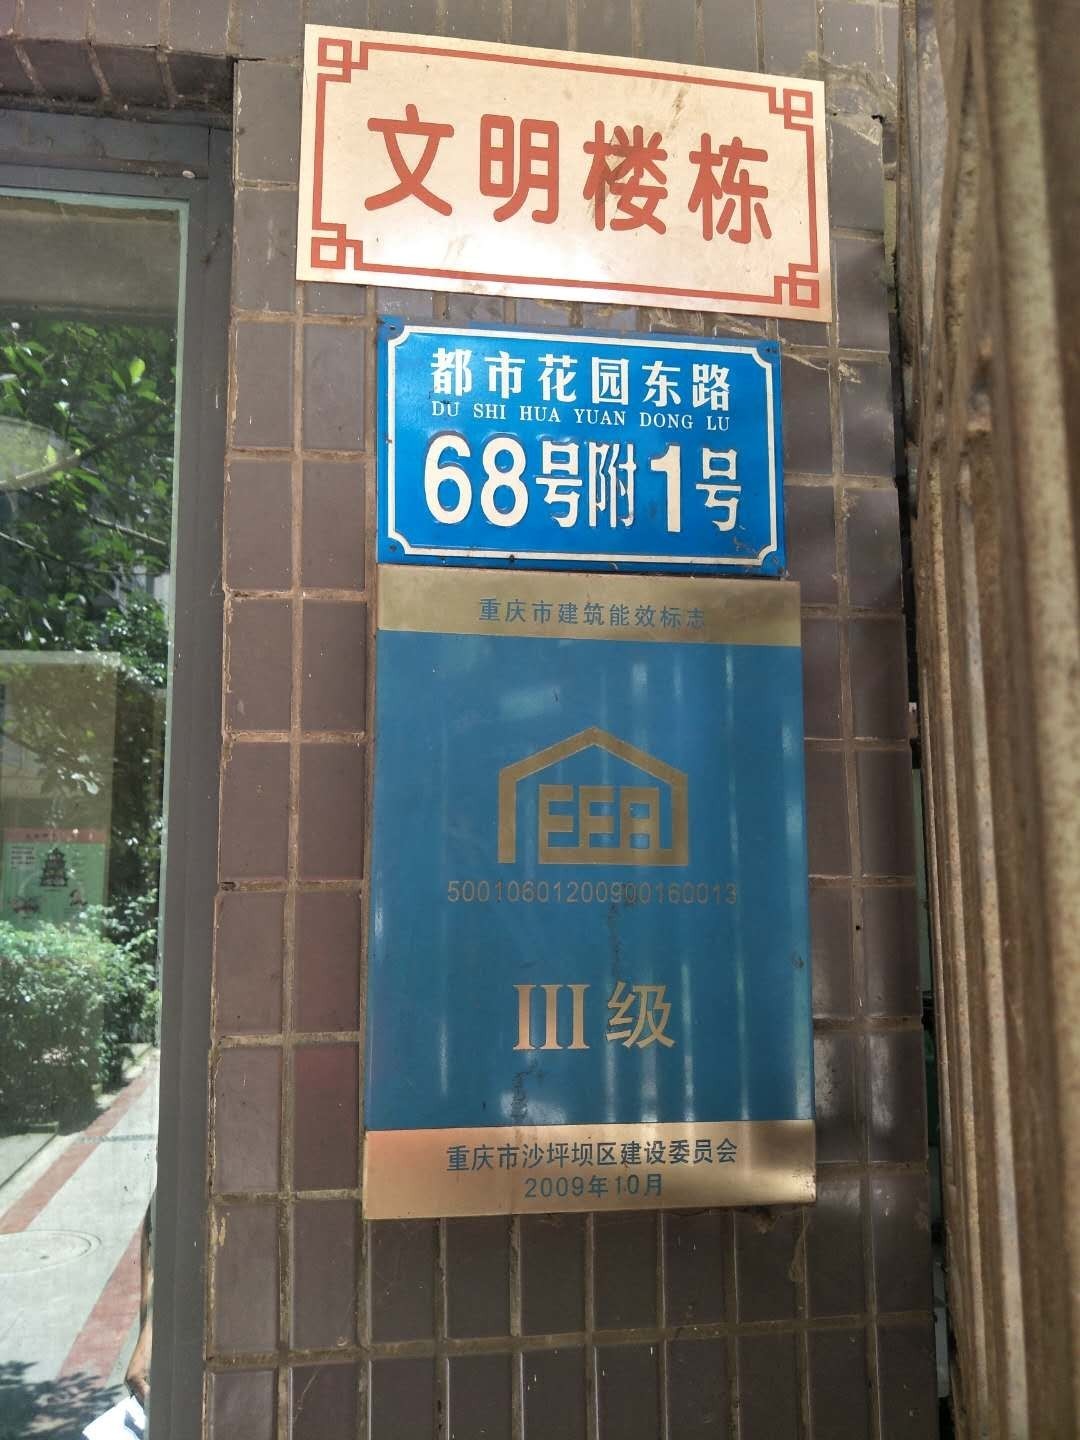 文明楼栋
都市花园东路
DU SHI HUA YUAN DONG LU
68号附1号
重庆市建筑能效标志
EEA
50010601200900160013
III级
重庆市沙坪坝区建设委员会
2009年10月